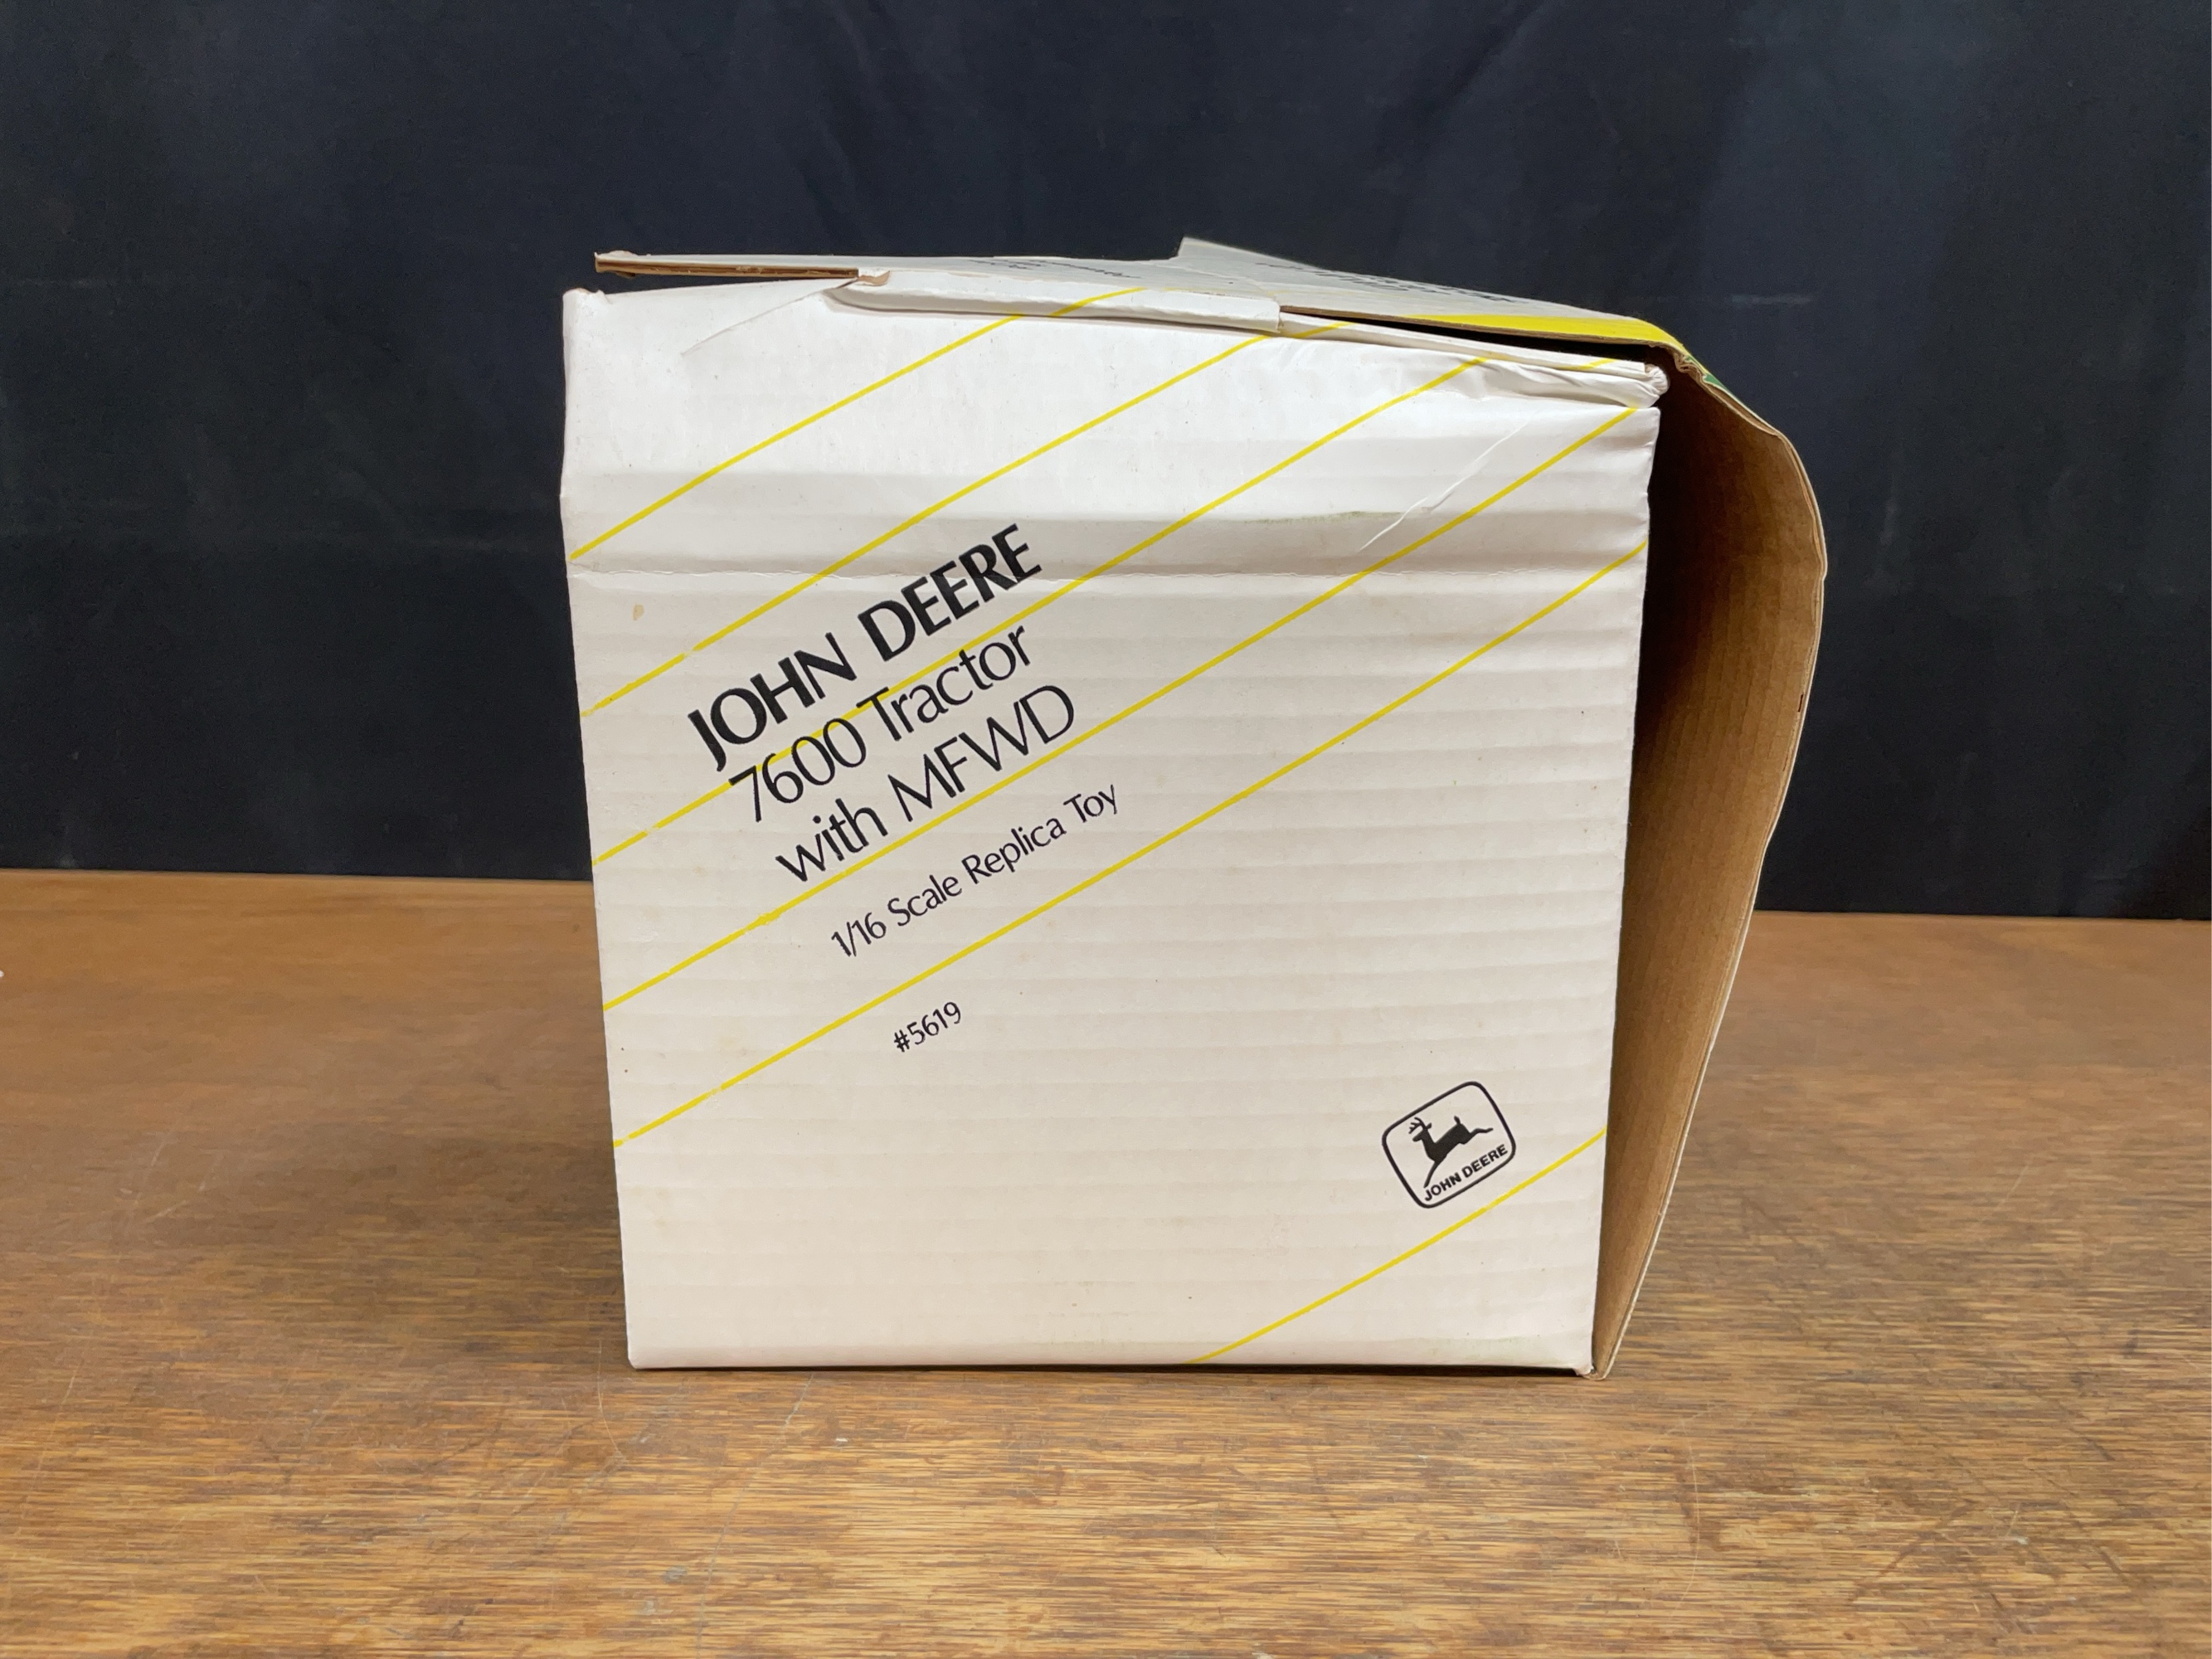 JOHN DEERE
7600 Tractor
with MFWD
1/16 Scale Replica Toy
#5619
JOHN DEERE